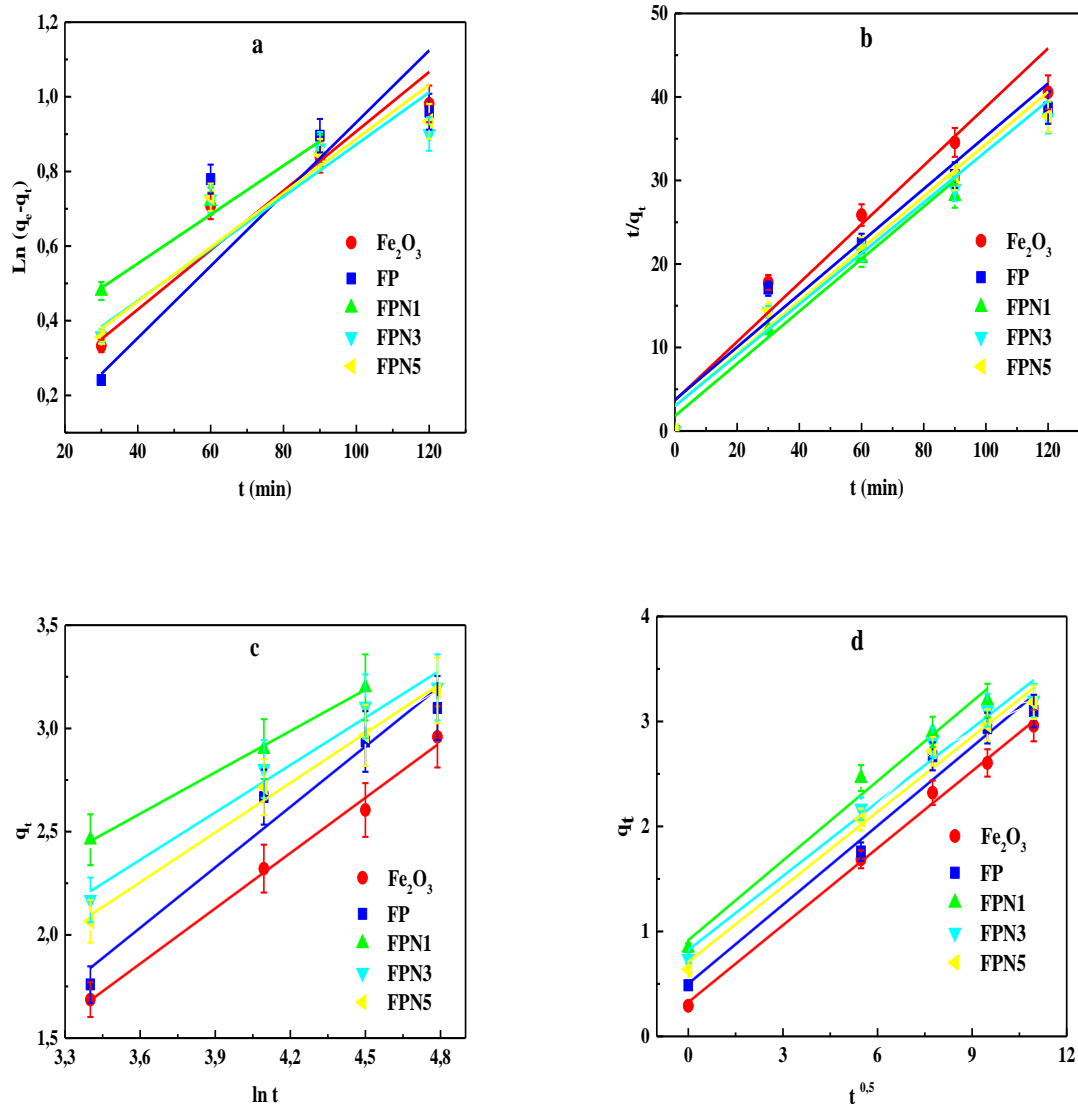 a
1,2
1,0
0,8
0,6
0,4
0,2
Ln (qₑ-qₜ)
Fe₂O₃
FP
FPN1
FPN3
FPN5
20 40 60 80 100 120
t (min)
b
50
40
30
20
10
0
t/qₜ
Fe₂O₃
FP
FPN1
FPN3
FPN5
0 20 40 60 80 100 120
t (min)
c
3,5
3,0
2,5
2,0
1,5
qₜ
Fe₂O₃
FP
FPN1
FPN3
FPN5
3,3 3,6 3,9 4,2 4,5 4,8
ln t
d
4
3
2
1
0
qt
Fe₂O₃
FP
FPN1
FPN3
FPN5
0 3 6 9 12
t ⁰,⁵